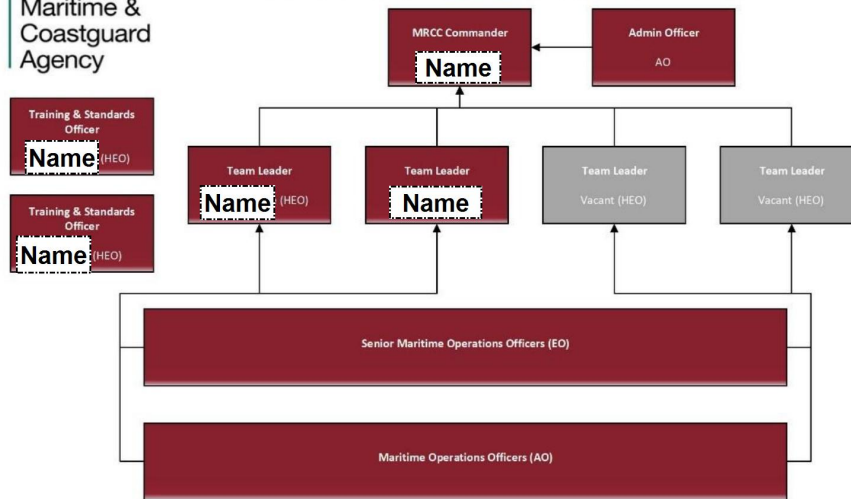 Maritime &
Coastguard
Agency
MRCC Commander
Name
Admin Officer
AO
Training & Standards
Officer
Name (HEO)
Training & Standards
Officer
Name (HEO)
Team Leader
Name (HEO)
Team Leader
Name
Team Leader
Vacant (HEO)
Team Leader
Vacant (HEO)
Senior Maritime Operations Officers (EO)
Maritime Operations Officers (AO)